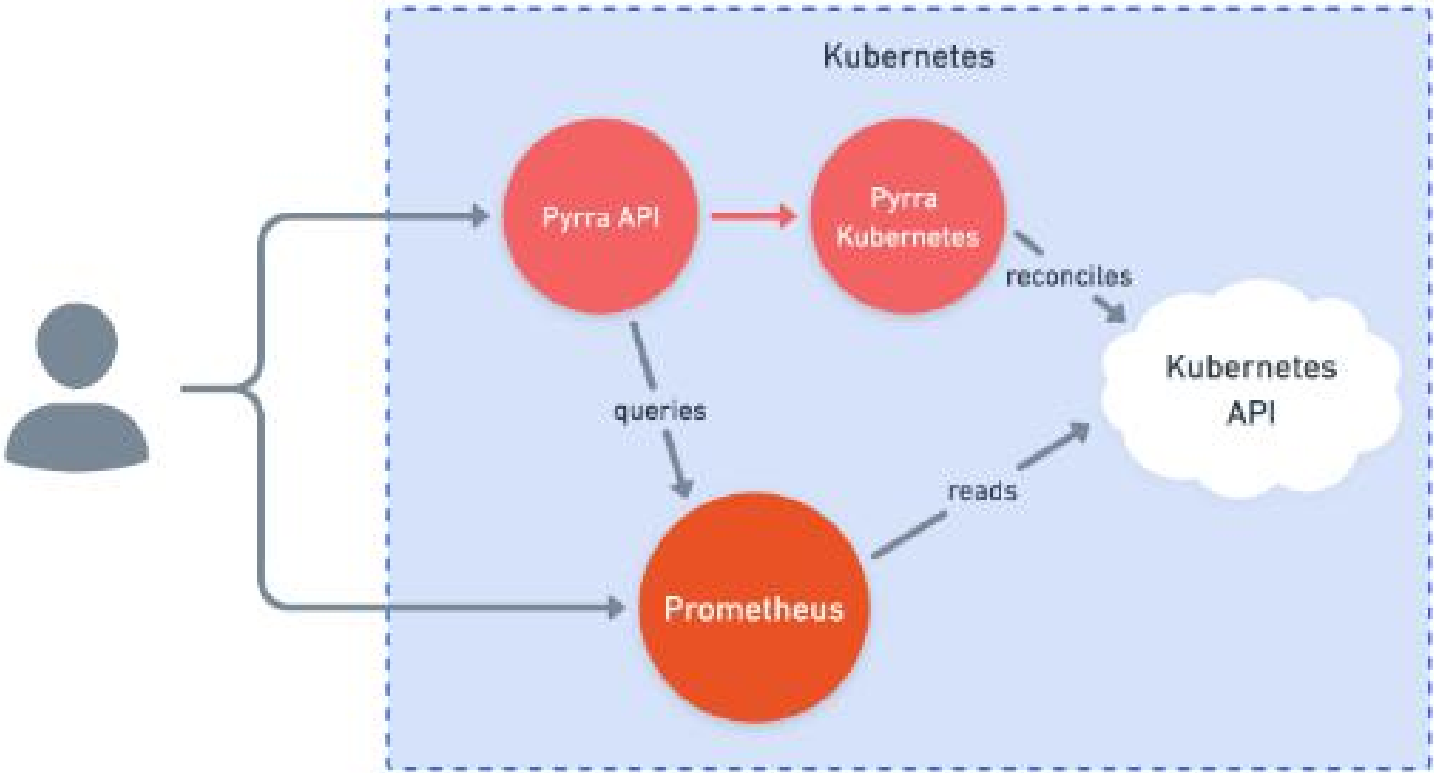 Kubernetes
Pyrra API
Pyrra
Kubernetes
reconciles
Kubernetes
API
queries
reads
Prometheus